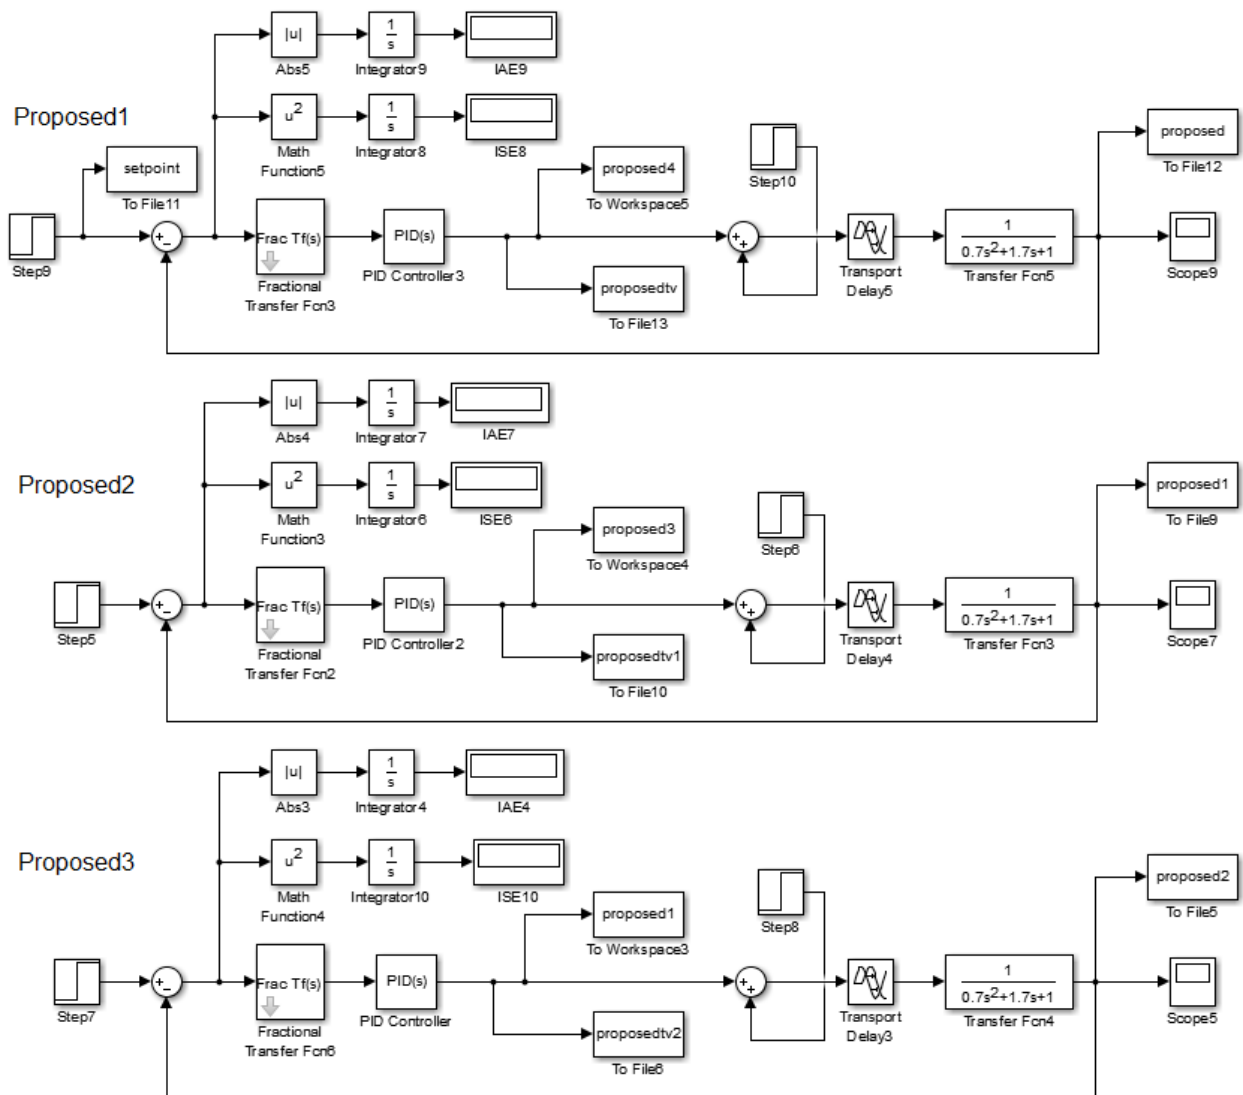 |u|
1
s
Abs5
Integrator9
IAE9
Proposed1
u2
1
s
Math
Function5
Integrator8
ISE8
setpoint
To File11
proposed4
To Workspace5
Step10
proposed
To File12
Step9
+
−
Frac Tf(s)
Fractional
Transfer Fcn3
PID(s)
PID Controller3
proposedtv
To File13
+
+
Transport
Delay5
1
0.7s2+1.7s+1
Transfer Fcn5
Scope9
|u|
1
s
Abs4
Integrator7
IAE7
Proposed2
u2
1
s
Math
Function3
Integrator6
ISE6
proposed3
To Workspace4
Step6
proposed1
To File9
Step5
+
−
Frac Tf(s)
Fractional
Transfer Fcn2
PID(s)
PID Controller2
proposedtv1
To File10
+
+
Transport
Delay4
1
0.7s2+1.7s+1
Transfer Fcn3
Scope7
|u|
1
s
Abs3
Integrator4
IAE4
Proposed3
u2
1
s
Math
Function4
Integrator10
ISE10
proposed1
To Workspace3
Step8
proposed2
To File5
Step7
+
−
Frac Tf(s)
Fractional
Transfer Fcn6
PID(s)
PID Controller
proposedtv2
To File6
+
+
Transport
Delay3
1
0.7s2+1.7s+1
Transfer Fcn4
Scope5